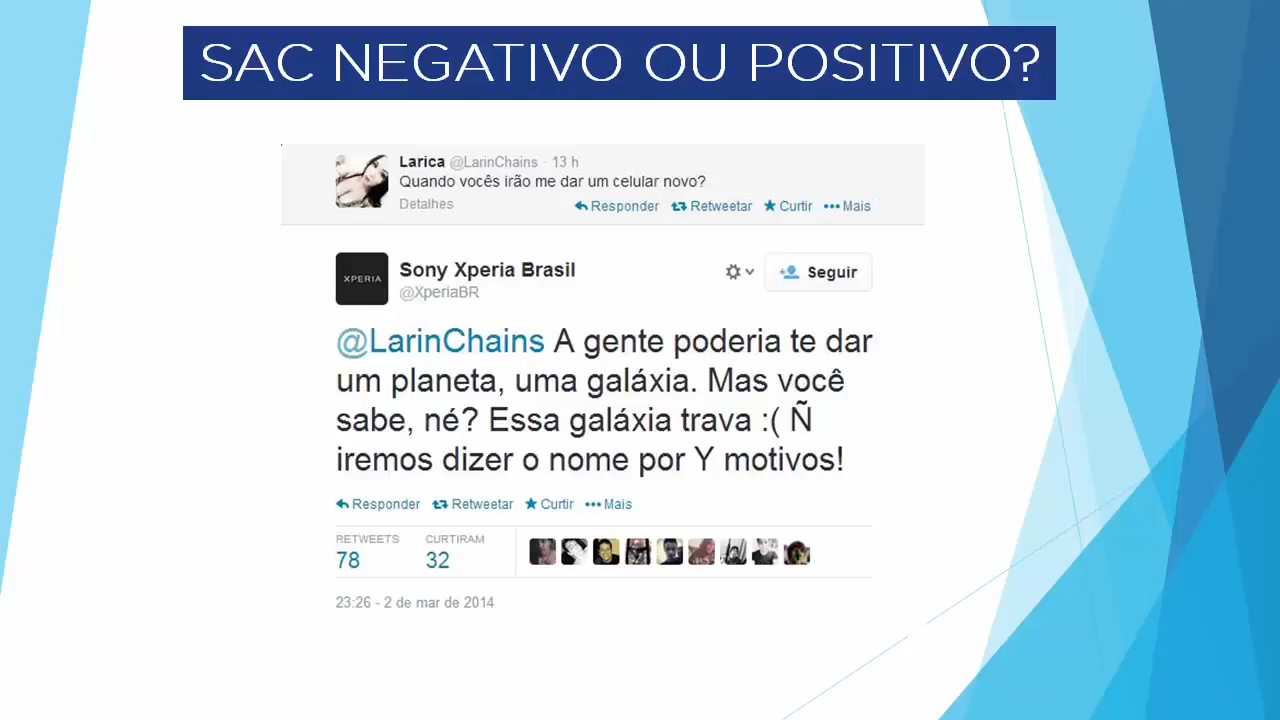 SAC NEGATIVO OU POSITIVO?
Larica @LarinChains · 13 h
Quando vocês irão me dar um celular novo?
Detalhes Responder Retweetar Curtir Mais
XPERIA
Sony Xperia Brasil
@XperiaBR
Seguir
@LarinChains A gente poderia te dar
um planeta, uma galáxia. Mas você
sabe, né? Essa galáxia trava :( Ñ
iremos dizer o nome por Y motivos!
Responder Retweetar Curtir Mais
RETWEETS CURTIRAM
78 32
23:26 - 2 de mar de 2014